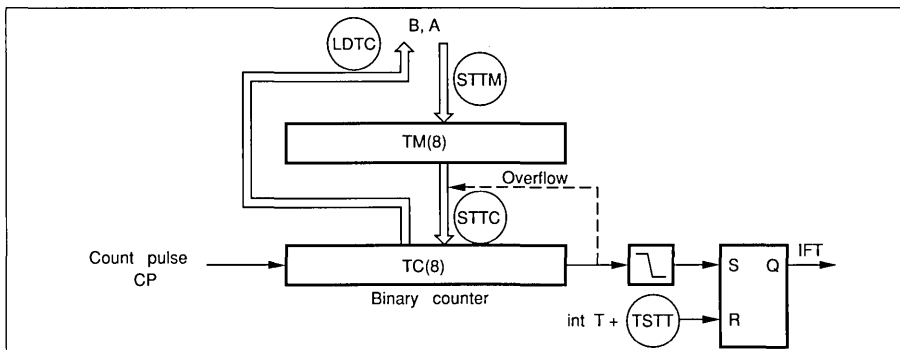 B, A
LDTC
STTM
TM(8)
Overflow
STTC
Count pulse
CP
TC(8)
Binary counter
S Q
IFT
int T + TSTT
R